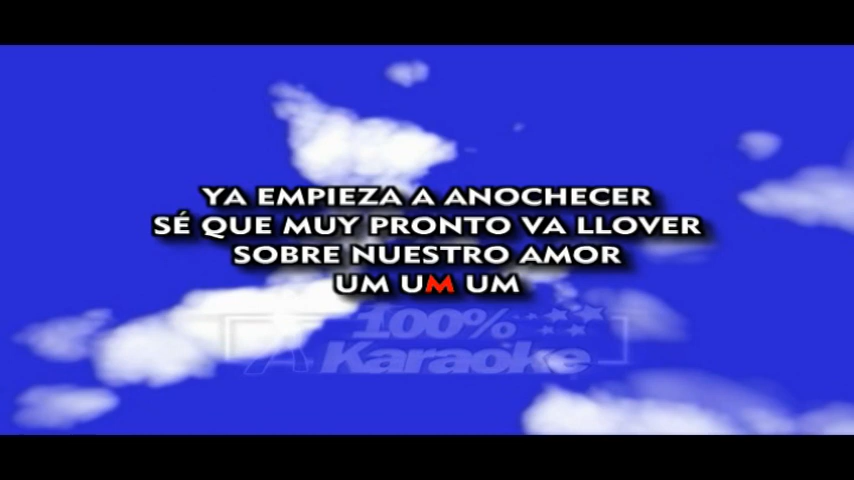 YA EMPIEZA A ANOCHECER
SÉ QUE MUY PRONTO VA LLOVER
SOBRE NUESTRO AMOR
UM UM UM
100%
Karaoke